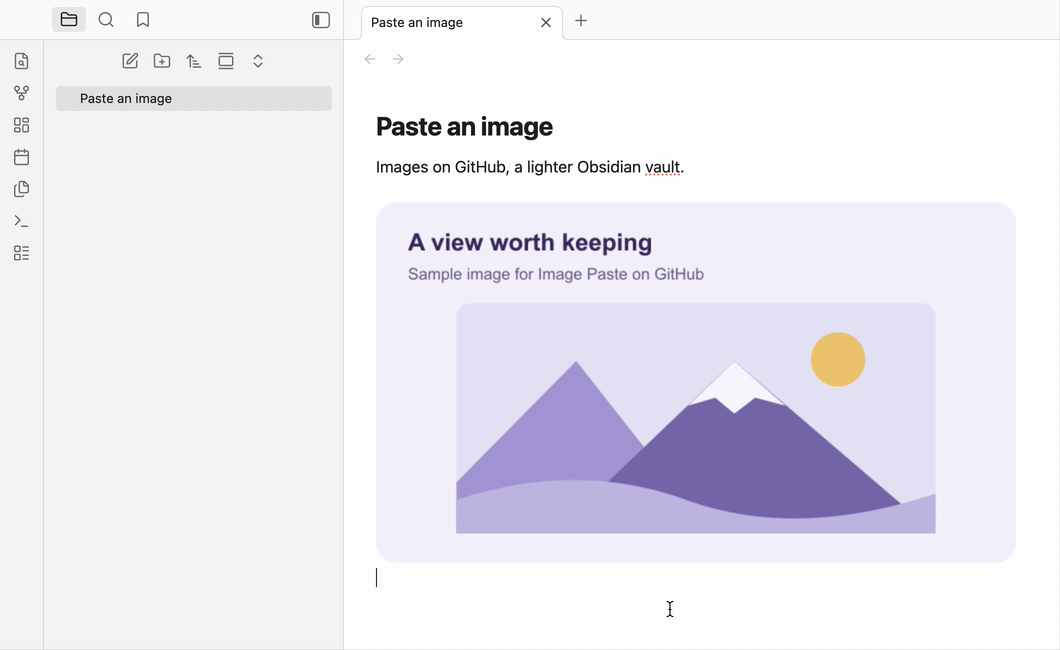 Paste an image
Paste an image
Paste an image
Images on GitHub, a lighter Obsidian vault.
A view worth keeping
Sample image for Image Paste on GitHub